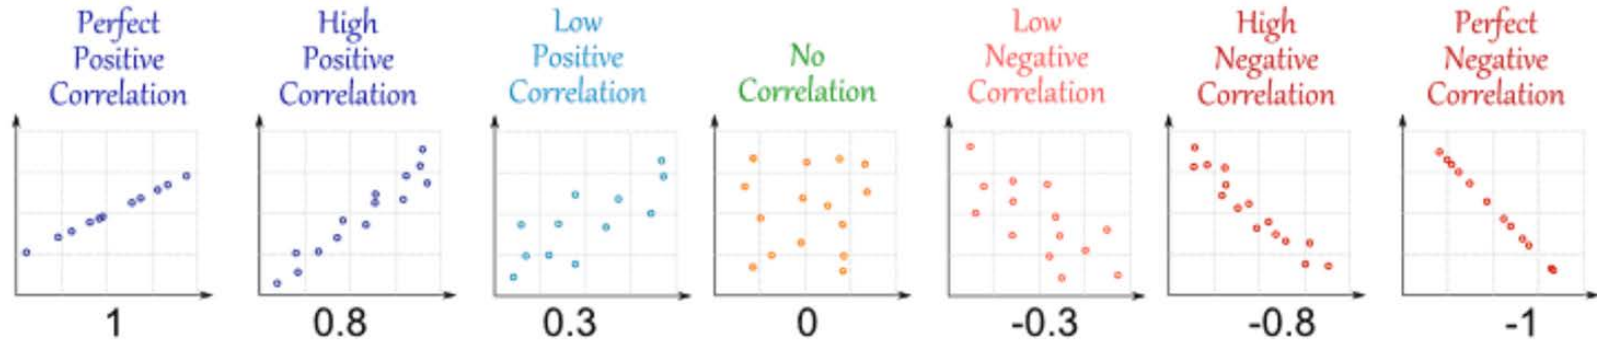 Perfect
Positive
Correlation
High
Positive
Correlation
Low
Positive
Correlation
No
Correlation
Low
Negative
Correlation
High
Negative
Correlation
Perfect
Negative
Correlation
1
0.8
0.3
0
-0.3
-0.8
-1